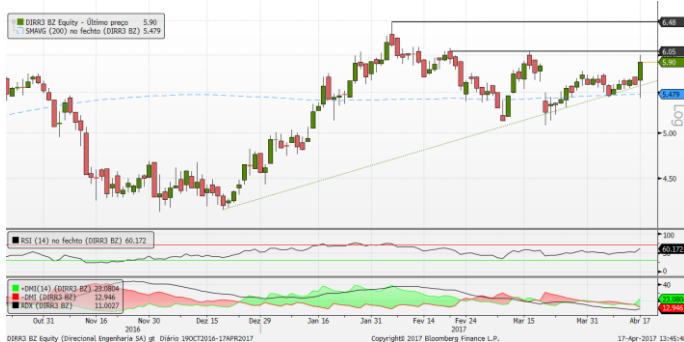 DIRR3 BZ Equity - Último preço 5.90
SMAVG (200) no fechto (DIRR3 BZ) 5.479
6.48
6.05
5.90
5.479
Log
5.00
4.50
RSI (14) no fechto (DIRR3 BZ) 60.172
100
60.172
50
0
+DMI(14) (DIRR3 BZ) 23.0804
-DMI (DIRR3 BZ) 12.946
ADX (DIRR3 BZ) 11.0027
40
23.080
12.946
Out 31 Nov 16 Nov 30 Dez 15 Dez 29 Jan 16 Jan 31 Fev 14 Fev 24 Mar 15 Mar 31 Abr 17
2016 2017
DIRR3 BZ Equity (Direcional Engenharia SA) gt Diário 19OCT2016-17APR2017 Copyright© 2017 Bloomberg Finance L.P. 17-Apr-2017 13:45:4